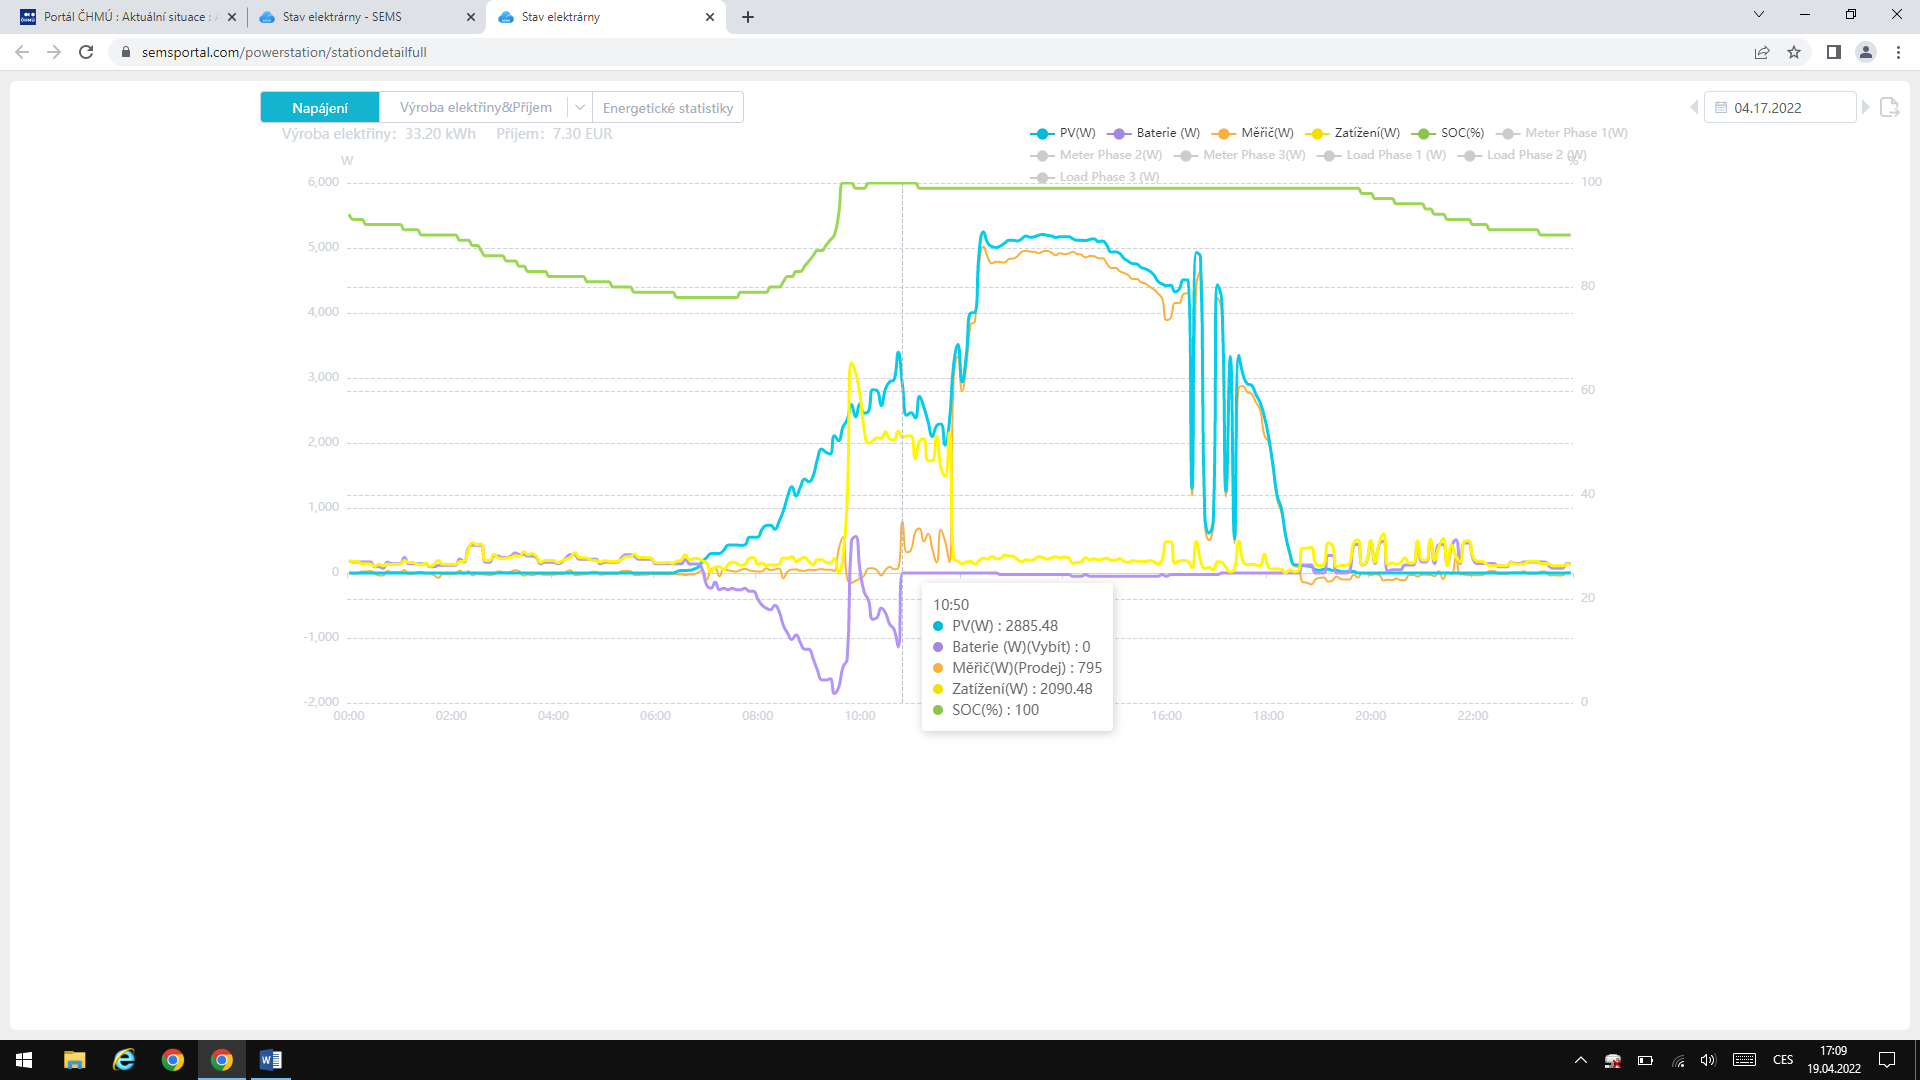 Portál ČHMÚ : Aktuální situace :
Stav elektrárny - SEMS
Stav elektrárny
semsportal.com/powerstation/stationdetailfull
Napájení
Výroba elektřiny&Příjem
Energetické statistiky
04.17.2022
Výroba elektřiny: 33.20 kWh Příjem: 7.30 EUR
PV(W) Baterie (W) Měřič(W) Zatížení(W) SOC(%) Meter Phase 1(W)
Meter Phase 2(W) Meter Phase 3(W) Load Phase 1 (W) Load Phase 2 (W)
Load Phase 3 (W)
W
%
6,000
100
5,000
80
4,000
3,000
60
2,000
40
1,000
0
20
-1,000
-2,000
0
00:00 02:00 04:00 06:00 08:00 10:00 16:00 18:00 20:00 22:00
10:50
PV(W) : 2885.48
Baterie (W)(Vybít) : 0
Měřič(W)(Prodej) : 795
Zatížení(W) : 2090.48
SOC(%) : 100
CES
17:09
19.04.2022